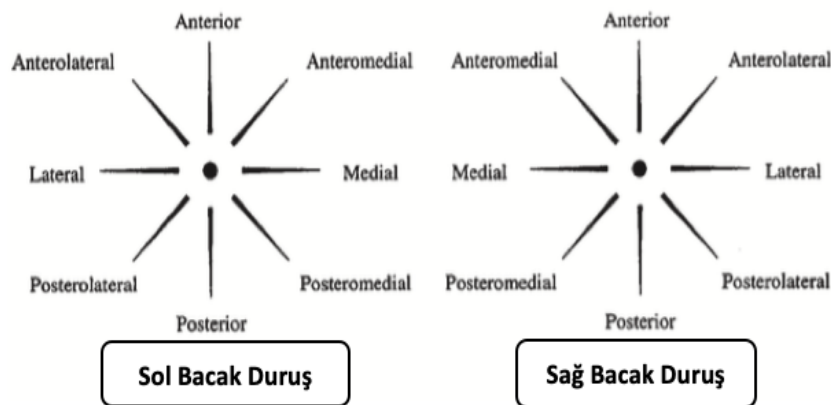 Anterior
Anterolateral
Anteromedial
Lateral
Medial
Posterolateral
Posteromedial
Posterior
Sol Bacak Duruş
Anterior
Anteromedial
Anterolateral
Medial
Lateral
Posteromedial
Posterolateral
Posterior
Sağ Bacak Duruş